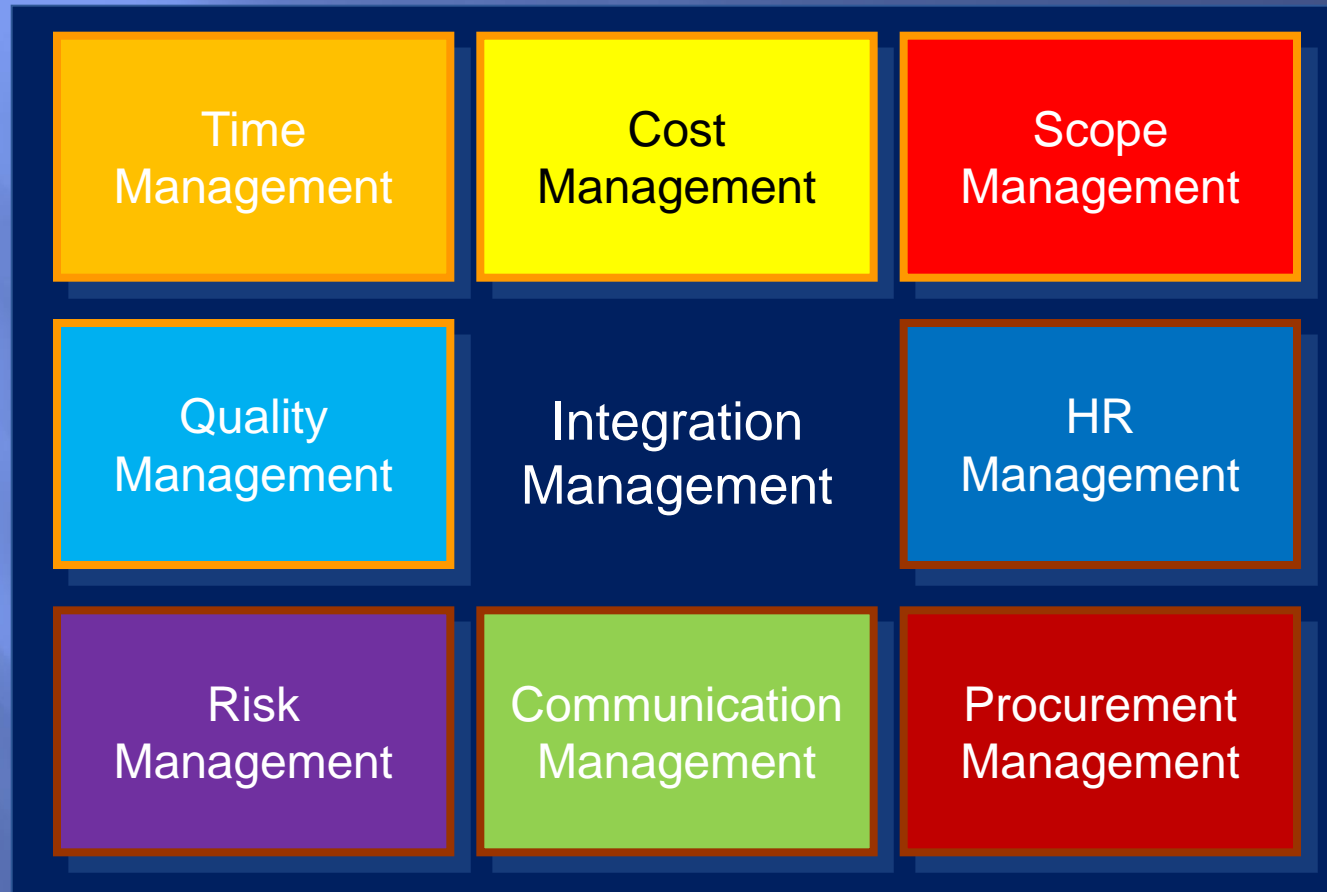 Time
Management
Cost
Management
Scope
Management
Quality
Management
Integration
Management
HR
Management
Risk
Management
Communication
Management
Procurement
Management